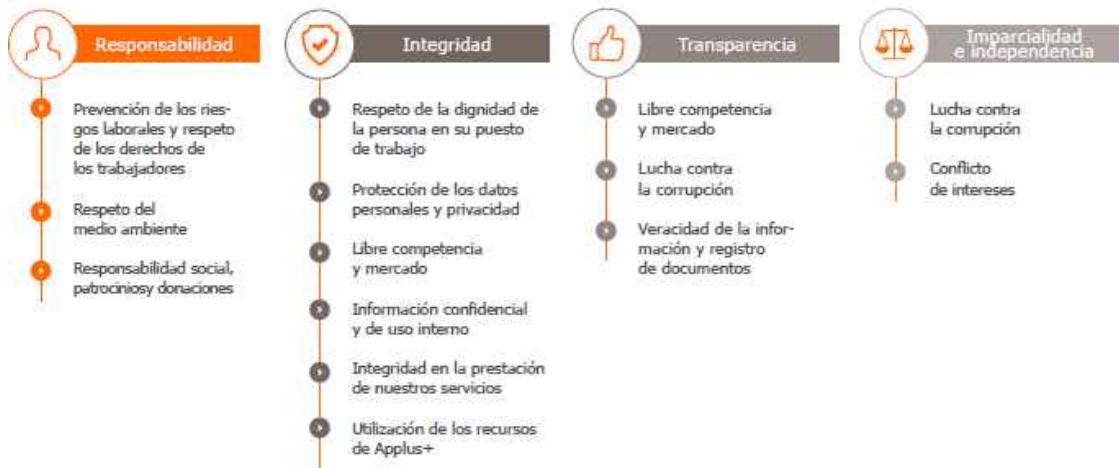 Responsabilidad
Prevención de los ries-
gos laborales y respeto
de los derechos de
los trabajadores
Respeto del
medio ambiente
Responsabilidad social,
patrociniosy donaciones
Integridad
Respeto de la dignidad de
la persona en su puesto
de trabajo
Protección de los datos
personales y privacidad
Libre competencia
y mercado
Información confidencial
y de uso interno
Integridad en la prestación
de nuestros servicios
Utilización de los recursos
de Applus+
Transparencia
Libre competencia
y mercado
Lucha contra
la corrupción
Veracidad de la infor-
mación y registro
de documentos
Imparcialidad
e independencia
Lucha contra
la corrupción
Conflicto
de intereses